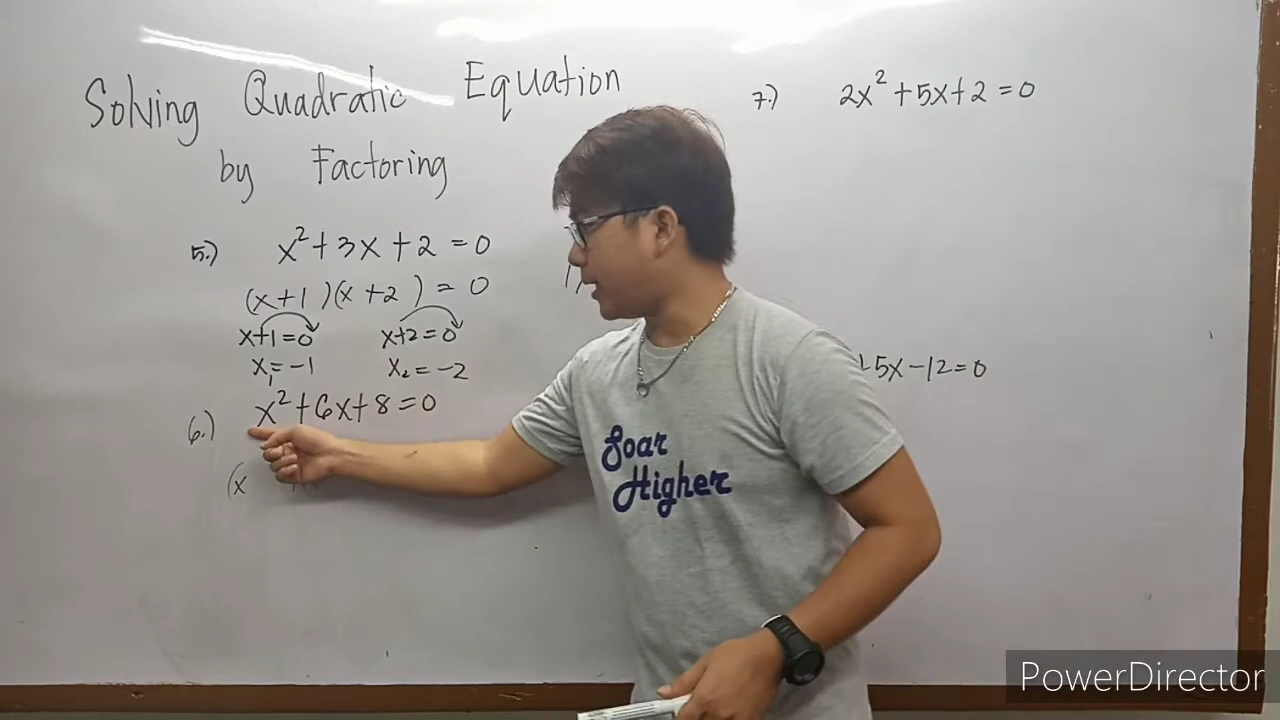 Solving Quadratic Equation
by Factoring
5.) x² + 3x + 2 = 0
(x+1)(x+2) = 0
x+1=0 x+2=0
x₁=-1 x₂=-2
6.) x²+6x+8=0
(x
7.) 2x²+5x+2=0
+5x-12=0
Soar
Higher
PowerDirector